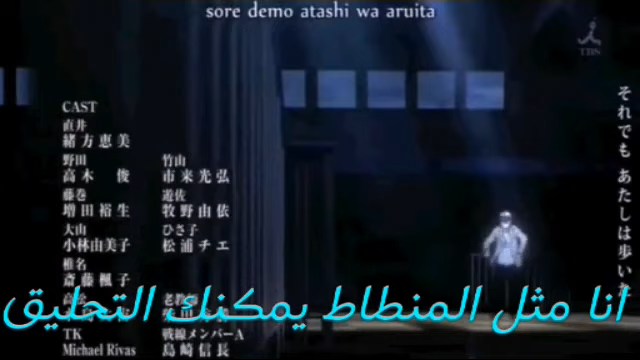 sore demo atashi wa aruita
TBS
CAST
直井
緒方恵美
野田 竹山
高木 俊 市来光弘
藤巻 遊佐
増田裕生 牧野由依
大山 ひさ子
小林由美子 松浦チエ
椎名
斎藤楓子
انا مثل المنطاط يمكنك التحليق
TK 戦線メンバーA
Michael Rivas 島﨑信長
それでも あたしは歩い